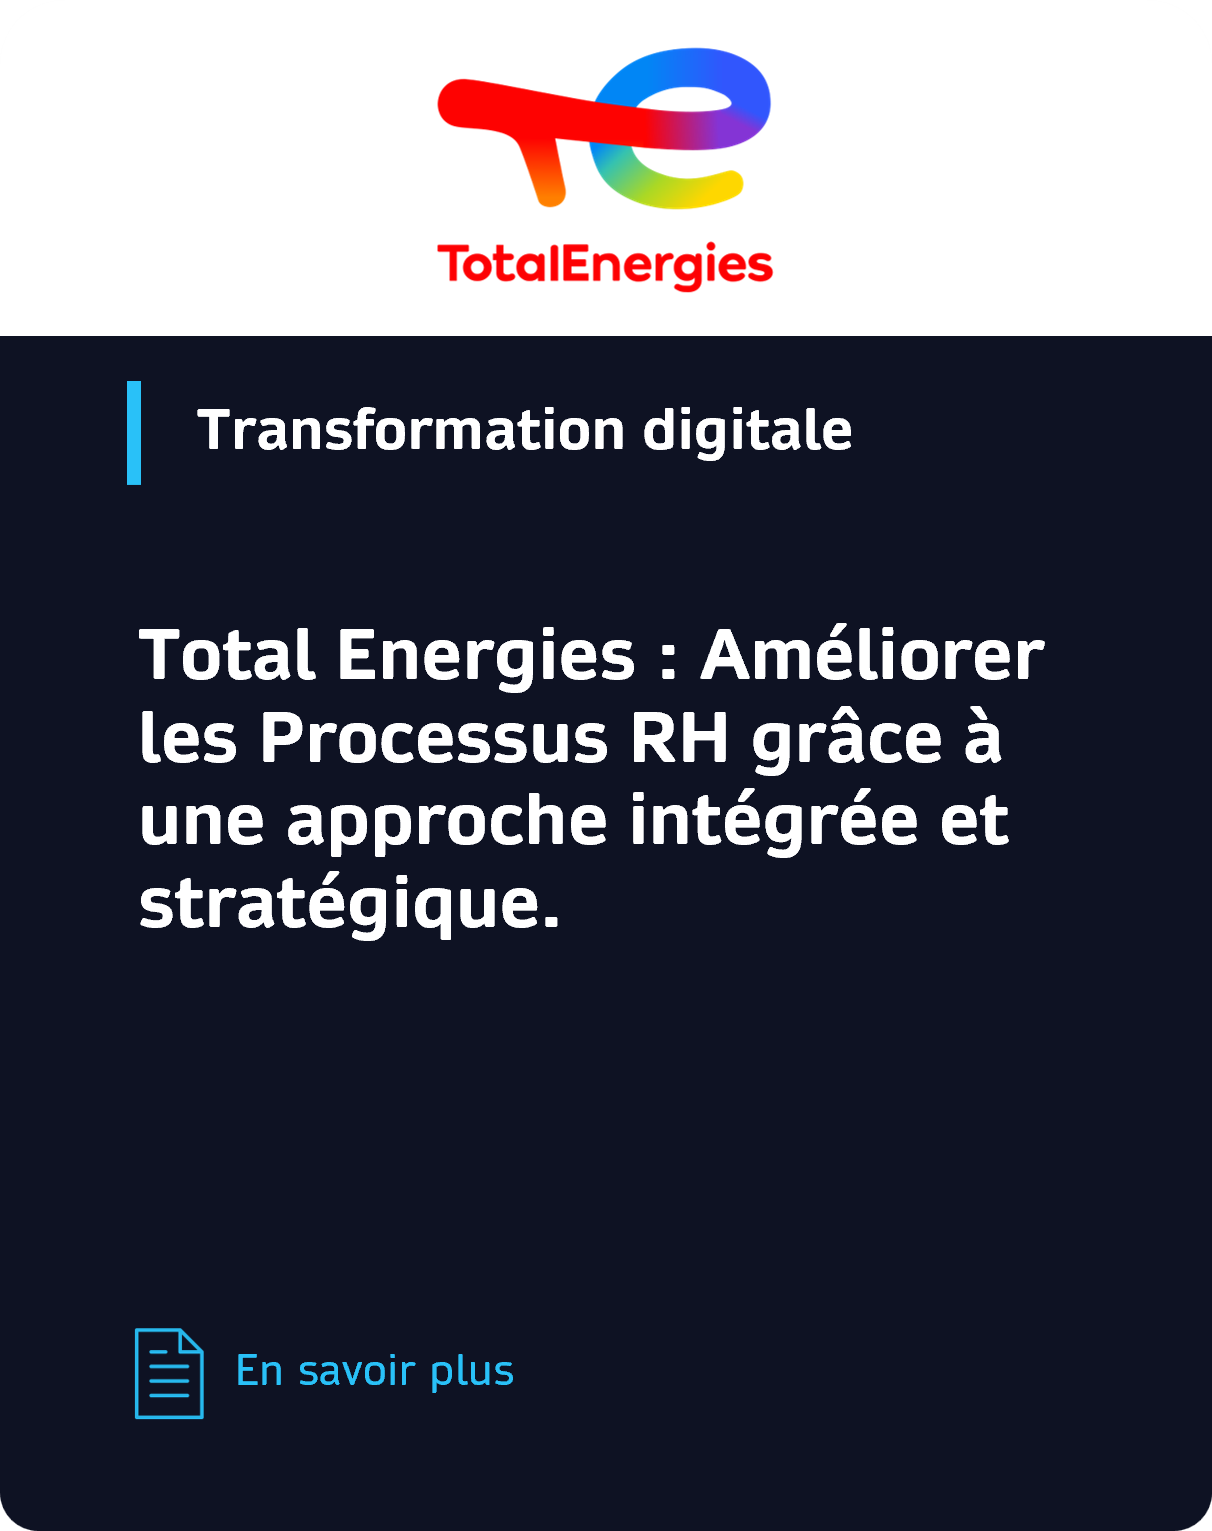 TotalEnergies
Transformation digitale
Total Energies : Améliorer
les Processus RH grâce à
une approche intégrée et
stratégique.
En savoir plus